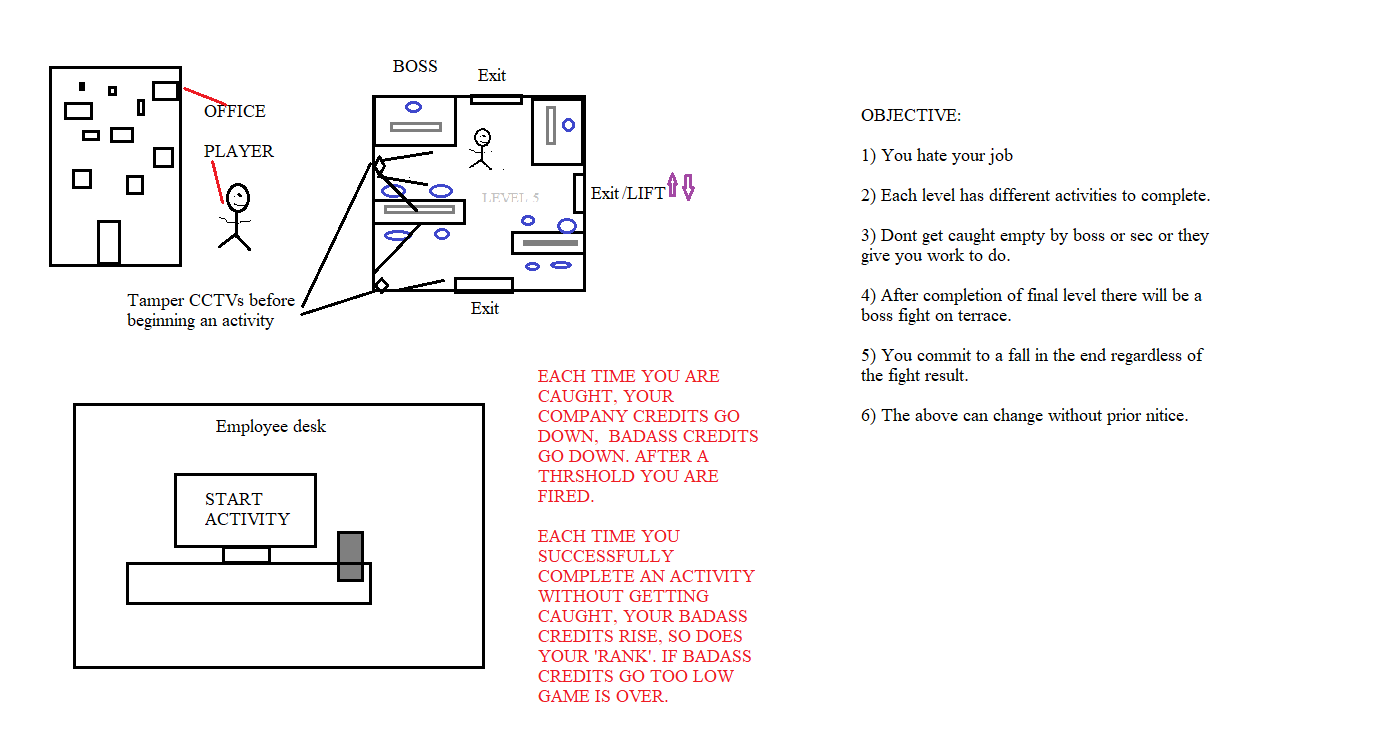 BOSS
Exit
OFFICE
PLAYER
Exit /LIFT
LEVEL 5
Tamper CCTVs before
beginning an activity
Exit
OBJECTIVE:
1) You hate your job
2) Each level has different activities to complete.
3) Dont get caught empty by boss or sec or they
give you work to do.
4) After completion of final level there will be a
boss fight on terrace.
5) You commit to a fall in the end regardless of
the fight result.
6) The above can change without prior nitice.
Employee desk
START
ACTIVITY
EACH TIME YOU ARE
CAUGHT, YOUR
COMPANY CREDITS GO
DOWN,  BADASS CREDITS
GO DOWN. AFTER A
THRSHOLD YOU ARE
FIRED.
EACH TIME YOU
SUCCESSFULLY
COMPLETE AN ACTIVITY
WITHOUT GETTING
CAUGHT, YOUR BADASS
CREDITS RISE, SO DOES
YOUR 'RANK'. IF BADASS
CREDITS GO TOO LOW
GAME IS OVER.